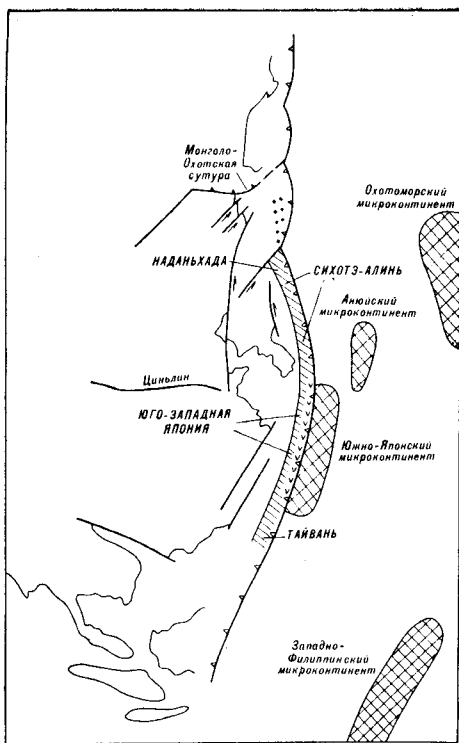 Монголо-
Охотская
сутура
Охотоморский
микроконтинент
НАДАНЬХАДА
СИХОТЭ-АЛИНЬ
Анюйский
микроконтинент
Циньлин
ЮГО-ЗАПАДНАЯ
ЯПОНИЯ
Южно-Японский
микроконтинент
ТАЙВАНЬ
Западно-
Филиппинский
микроконтинент